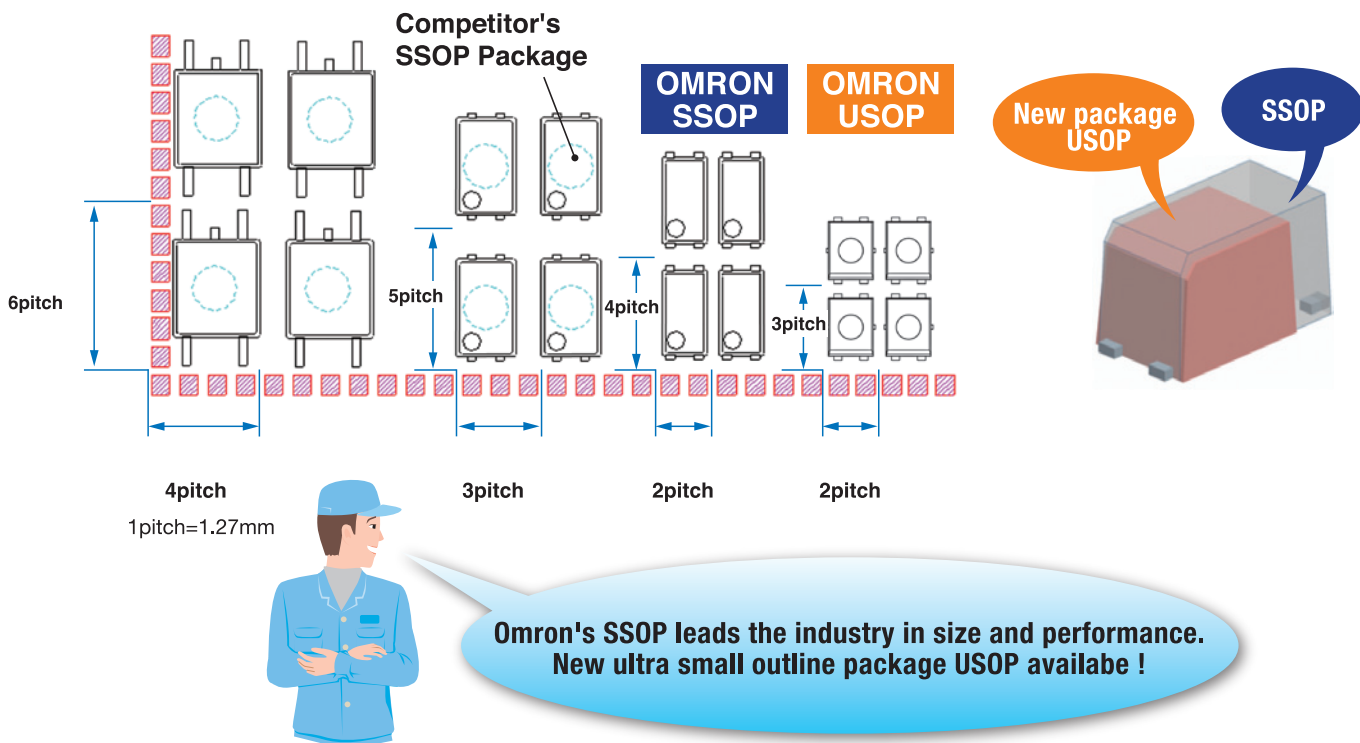 Competitor's
SSOP Package
OMRON
SSOP
OMRON
USOP
New package
USOP
SSOP
6pitch
5pitch
4pitch
3pitch
4pitch
3pitch
2pitch
2pitch
1pitch=1.27mm
Omron's SSOP leads the industry in size and performance.
New ultra small outline package USOP availabe !